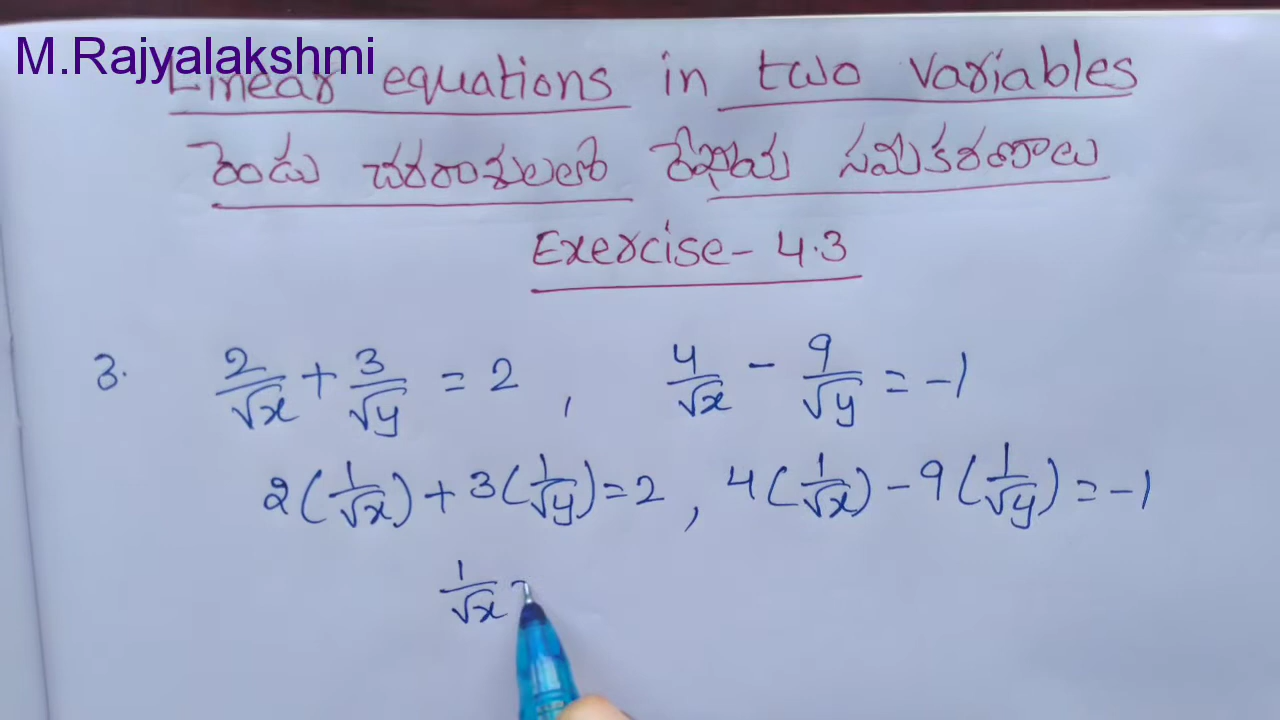 M.Rajyalakshmi
Linear equations in two variables
రెండు చరరాశులలో రేఖీయ సమీకరణాలు
Exercise- 4.3
3. 2/√x + 3/√y = 2 , 4/√x - 9/√y = -1
2(1/√x) + 3(1/√y) = 2 , 4(1/√x) - 9(1/√y) = -1
1/√x =